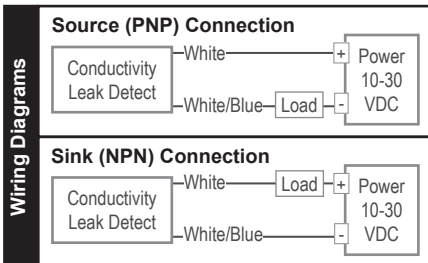 Wiring Diagrams
Source (PNP) Connection
Conductivity
Leak Detect
White
White/Blue
Load
+
-
Power
10-30
VDC
Sink (NPN) Connection
Conductivity
Leak Detect
White
Load
White/Blue
+
-
Power
10-30
VDC